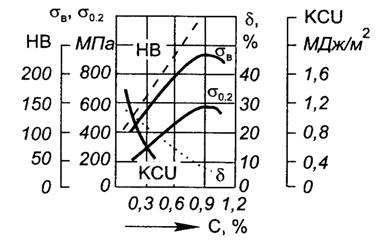 σв, σ0.2 δ, KCU
HB МПа HB σв % МДж/м²
200 800 40 1,6
150 600 σ0.2 30 1,2
100 400 20 0,8
50 200 10 0,4
0 0 KCU δ 0 0
0,3 0,6 0,9 1,2
C, %